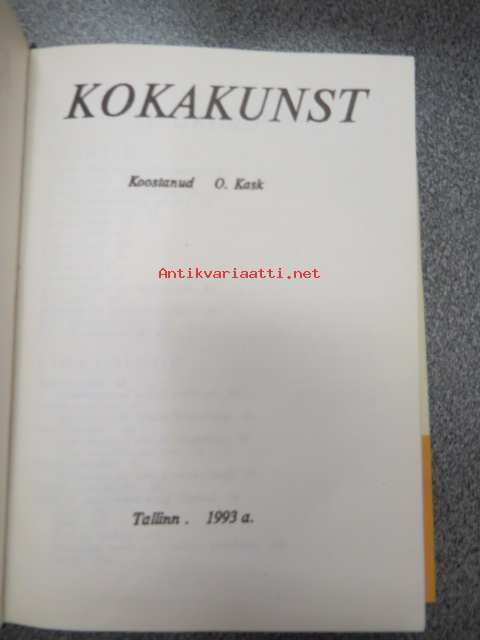 KOKAKUNST
Koostanud O. Kask
Antikvariaatti.net
Tallinn . 1993 a.